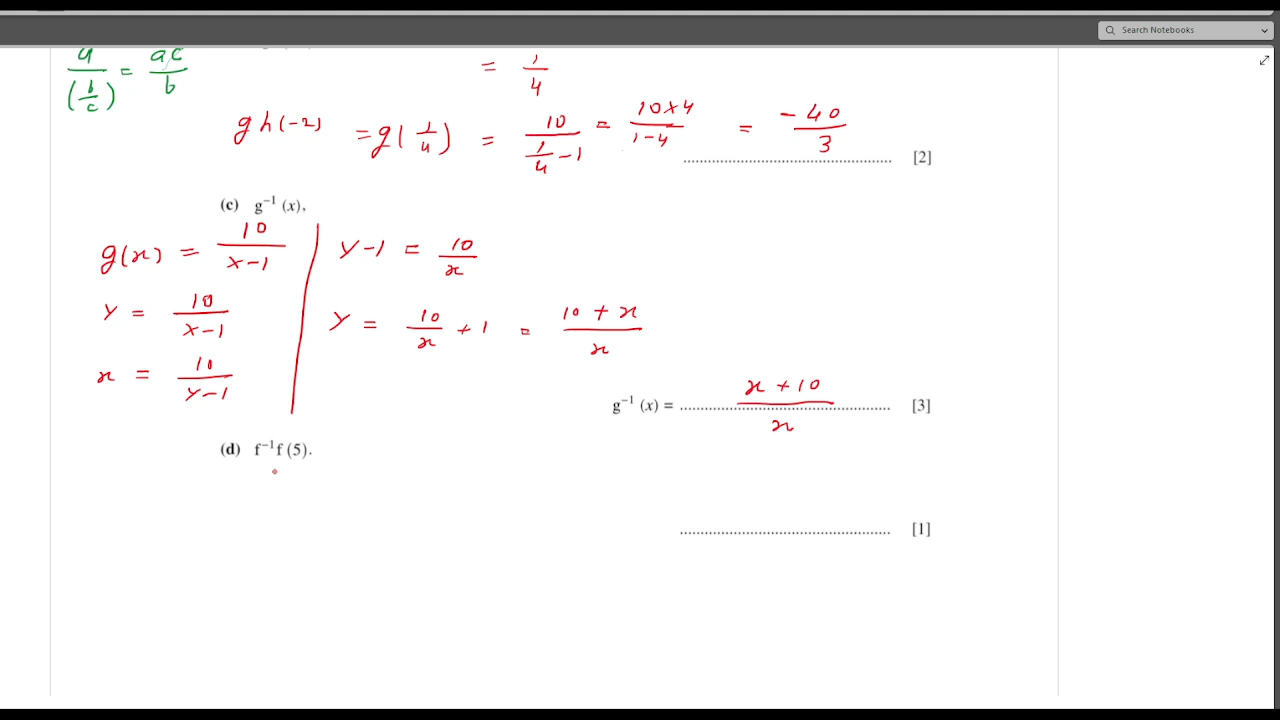 Search Notebooks
a/(b/c) = ac/b
= 1/4
gh(-2) = g(1/4) = 10/(1/4 - 1) = 10×4/1-4 = -40/3
[2]
(c) g⁻¹(x),
g(x) = 10/x-1
y = 10/x-1
x = 10/y-1
y-1 = 10/x
y = 10/x + 1 = 10+x/x
g⁻¹(x) = x+10/x [3]
(d) f⁻¹f(5).
[1]